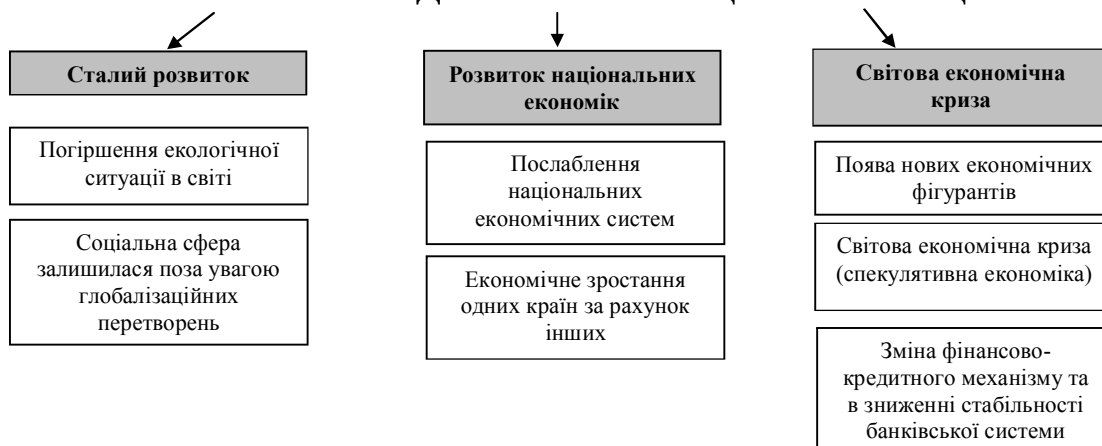 Сталий розвиток
Погіршення екологічної
ситуації в світі
Соціальна сфера
залишилася поза увагою
глобалізаційних
перетворень
Розвиток національних
економік
Послаблення
національних
економічних систем
Економічне зростання
одних країн за рахунок
інших
Світова економічна
криза
Поява нових економічних
фігурантів
Світова економічна криза
(спекулятивна економіка)
Зміна фінансово-
кредитного механізму та
в зниженні стабільності
банківської системи